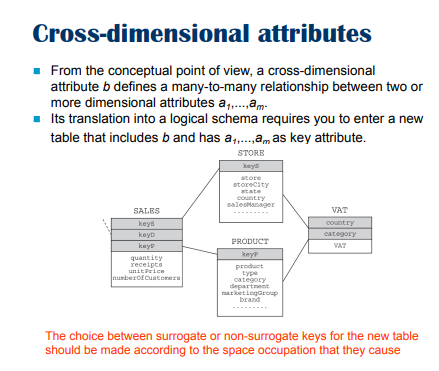 Cross-dimensional attributes
From the conceptual point of view, a cross-dimensional
attribute b defines a many-to-many relationship between two or
more dimensional attributes a1,...,am.
Its translation into a logical schema requires you to enter a new
table that includes b and has a1,...,am as key attribute.
STORE
keyS
store
storeCity
state
country
salesManager
---------
SALES
keyS
keyD
keyP
quantity
receipts
unitPrice
numberOfCustomers
PRODUCT
keyP
product
type
category
department
marketingGroup
brand
---------
VAT
country
category
VAT
The choice between surrogate or non-surrogate keys for the new table
should be made according to the space occupation that they cause